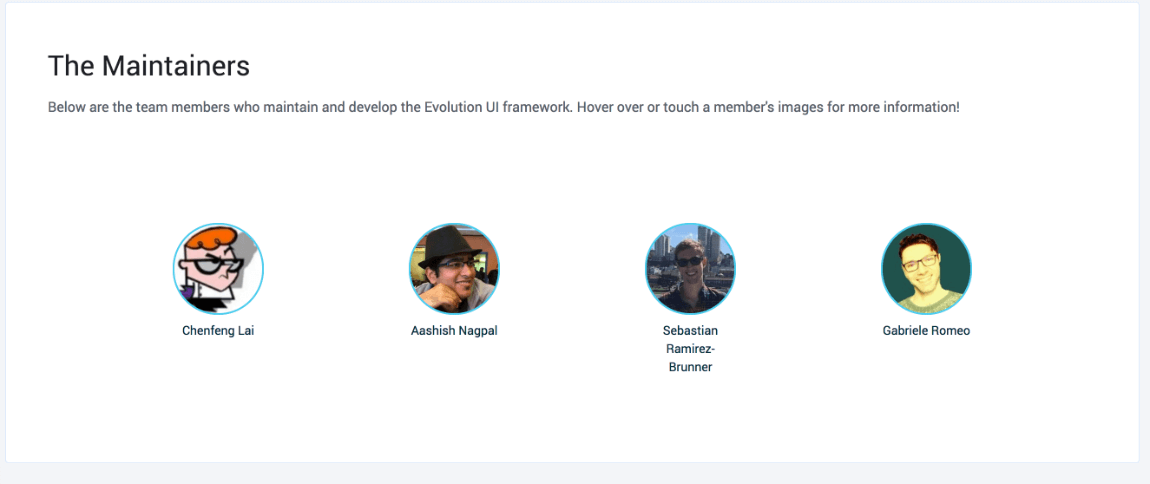 The Maintainers
Below are the team members who maintain and develop the Evolution UI framework. Hover over or touch a member's images for more information!
Chenfeng Lai
Aashish Nagpal
Sebastian
Ramirez-
Brunner
Gabriele Romeo